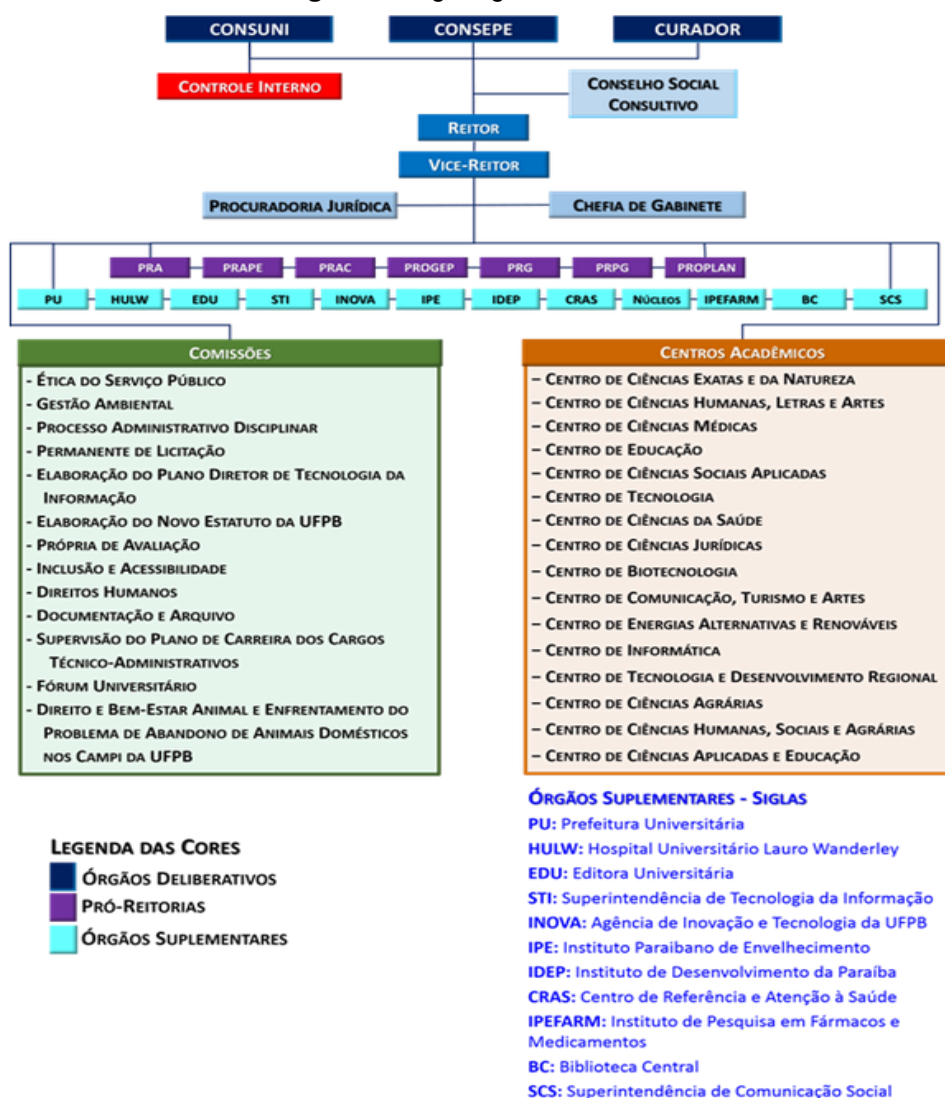 CONSUNI
CONSEPE
CURADOR
CONTROLE INTERNO
CONSELHO SOCIAL
CONSULTIVO
REITOR
VICE-REITOR
PROCURADORIA JURÍDICA
CHEFIA DE GABINETE
PRA
PRAPE
PRAC
PROGEP
PRG
PRPG
PROPLAN
PU
HULW
EDU
STI
INOVA
IPE
IDEP
CRAS
NÚCLEOS
IPEFARM
BC
SCS
COMISSÕES
- ÉTICA DO SERVIÇO PÚBLICO
- GESTÃO AMBIENTAL
- PROCESSO ADMINISTRATIVO DISCIPLINAR
- PERMANENTE DE LICITAÇÃO
- ELABORAÇÃO DO PLANO DIRETOR DE TECNOLOGIA DA
INFORMAÇÃO
- ELABORAÇÃO DO NOVO ESTATUTO DA UFPB
- PRÓPRIA DE AVALIAÇÃO
- INCLUSÃO E ACESSIBILIDADE
- DIREITOS HUMANOS
- DOCUMENTAÇÃO E ARQUIVO
- SUPERVISÃO DO PLANO DE CARREIRA DOS CARGOS
TÉCNICO-ADMINISTRATIVOS
- FÓRUM UNIVERSITÁRIO
- DIREITO E BEM-ESTAR ANIMAL E ENFRENTAMENTO DO
PROBLEMA DE ABANDONO DE ANIMAIS DOMÉSTICOS
NOS CAMPI DA UFPB
CENTROS ACADÊMICOS
– CENTRO DE CIÊNCIAS EXATAS E DA NATUREZA
– CENTRO DE CIÊNCIAS HUMANAS, LETRAS E ARTES
– CENTRO DE CIÊNCIAS MÉDICAS
– CENTRO DE EDUCAÇÃO
– CENTRO DE CIÊNCIAS SOCIAIS APLICADAS
– CENTRO DE TECNOLOGIA
– CENTRO DE CIÊNCIAS DA SAÚDE
– CENTRO DE CIÊNCIAS JURÍDICAS
– CENTRO DE BIOTECNOLOGIA
– CENTRO DE COMUNICAÇÃO, TURISMO E ARTES
– CENTRO DE ENERGIAS ALTERNATIVAS E RENOVÁVEIS
– CENTRO DE INFORMÁTICA
– CENTRO DE TECNOLOGIA E DESENVOLVIMENTO REGIONAL
– CENTRO DE CIÊNCIAS AGRÁRIAS
– CENTRO DE CIÊNCIAS HUMANAS, SOCIAIS E AGRÁRIAS
– CENTRO DE CIÊNCIAS APLICADAS E EDUCAÇÃO
LEGENDA DAS CORES
ÓRGÃOS DELIBERATIVOS
PRÓ-REITORIAS
ÓRGÃOS SUPLEMENTARES
ÓRGÃOS SUPLEMENTARES - SIGLAS
PU: Prefeitura Universitária
HULW: Hospital Universitário Lauro Wanderley
EDU: Editora Universitária
STI: Superintendência de Tecnologia da Informação
INOVA: Agência de Inovação e Tecnologia da UFPB
IPE: Instituto Paraibano de Envelhecimento
IDEP: Instituto de Desenvolvimento da Paraíba
CRAS: Centro de Referência e Atenção à Saúde
IPEFARM: Instituto de Pesquisa em Fármacos e
Medicamentos
BC: Biblioteca Central
SCS: Superintendência de Comunicação Social